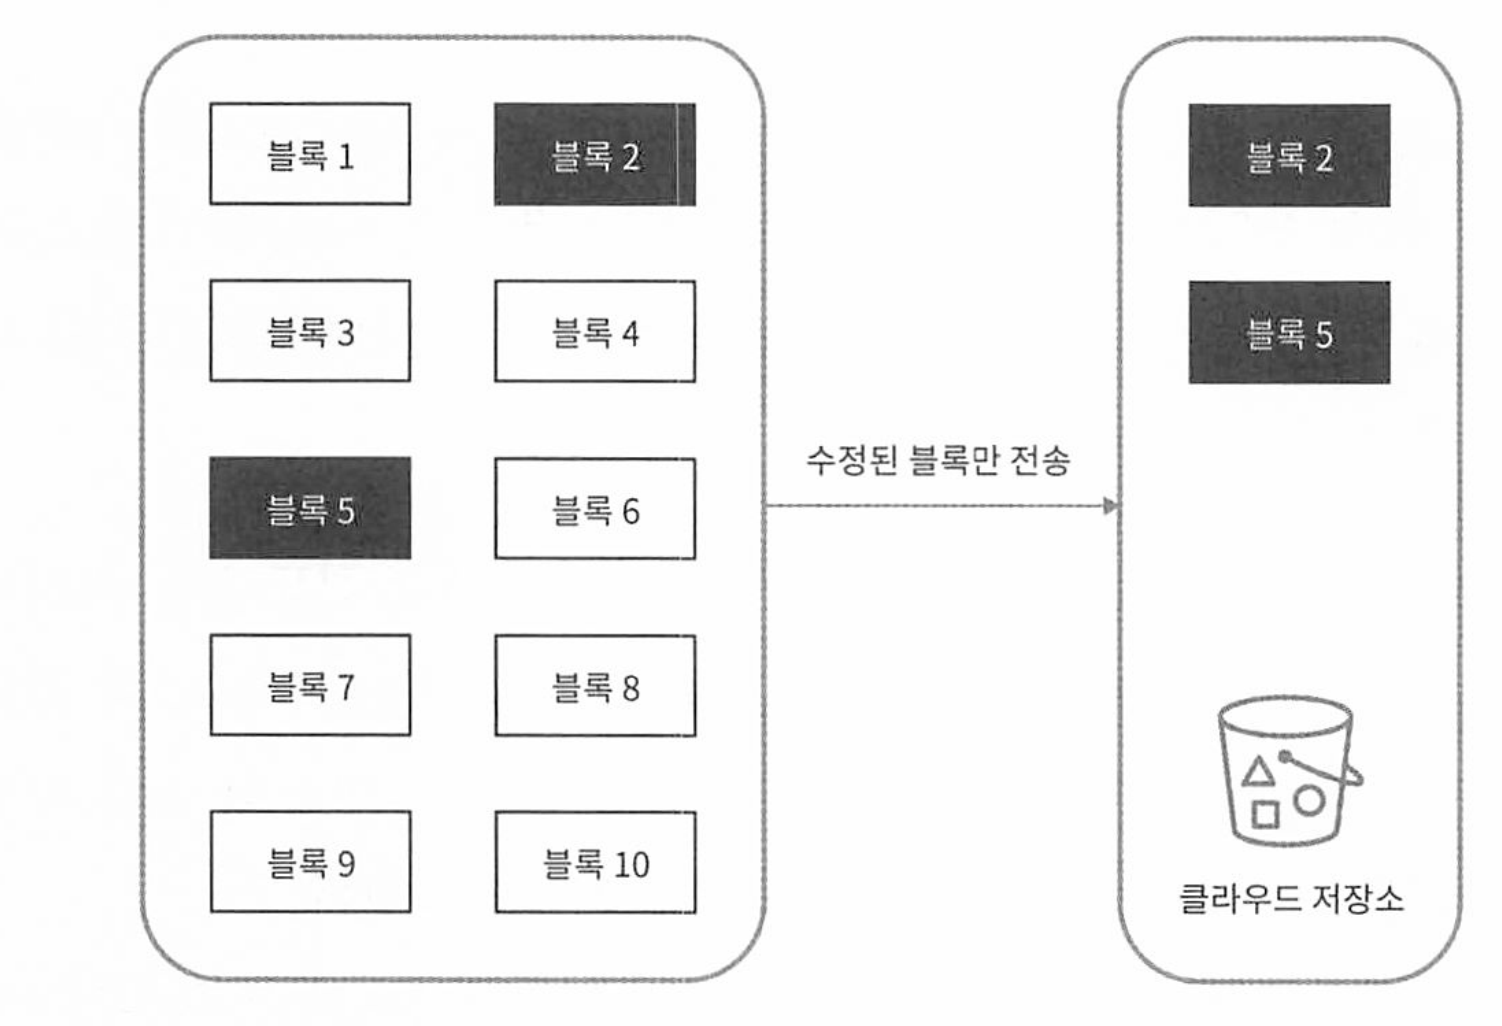 블록 1
블록 2
블록 3
블록 4
블록 5
블록 6
블록 7
블록 8
블록 9
블록 10
수정된 블록만 전송
블록 2
블록 5
클라우드 저장소